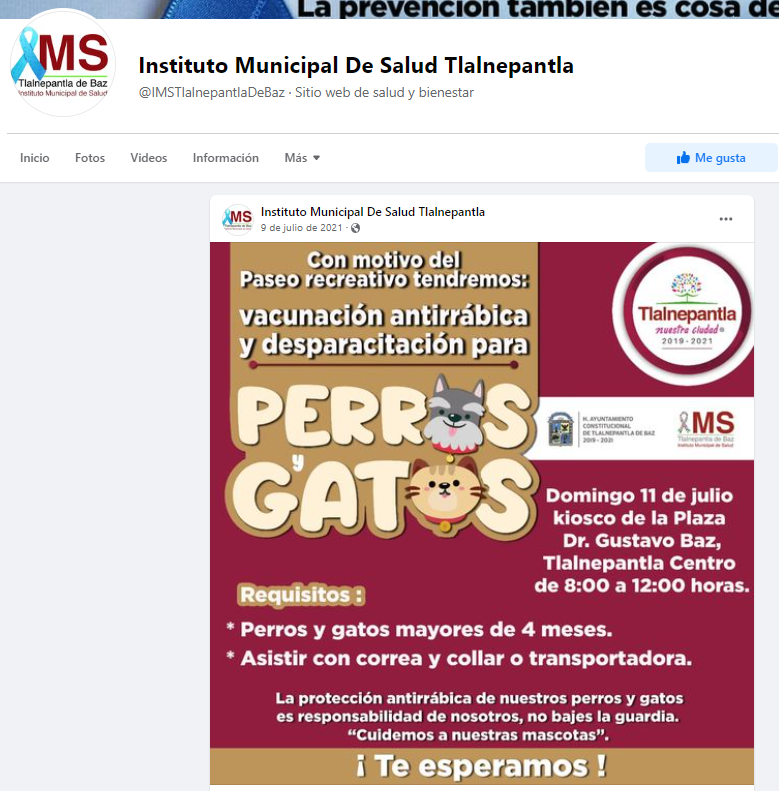 La prevención también es cosa de
IMS
Tlalnepantla de Baz
Instituto Municipal de Salud
Instituto Municipal De Salud Tlalnepantla
@IMSTlalnepantlaDeBaz · Sitio web de salud y bienestar
Inicio Fotos Videos Información Más
Me gusta
IMS
Instituto Municipal De Salud Tlalnepantla
9 de julio de 2021 ·
Con motivo del
Paseo recreativo tendremos:
vacunación antirrábica
y desparacitación para
PERROS
y
GATOS
Tlalnepantla
nuestra ciudad
2019 - 2021
H. AYUNTAMIENTO
CONSTITUCIONAL
DE TLALNEPANTLA DE BAZ
2019 - 2021
IMS
Tlalnepantla de Baz
Instituto Municipal de Salud
Domingo 11 de julio
kiosco de la Plaza
Dr. Gustavo Baz,
Tlalnepantla Centro
de 8:00 a 12:00 horas.
Requisitos :
* Perros y gatos mayores de 4 meses.
* Asistir con correa y collar o transportadora.
La protección antirrábica de nuestros perros y gatos
es responsabilidad de nosotros, no bajes la guardia.
“Cuidemos a nuestras mascotas”.
¡ Te esperamos !